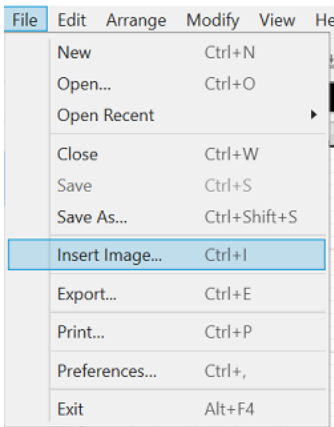 File Edit Arrange Modify View
New Ctrl+N
Open... Ctrl+O
Open Recent
Close Ctrl+W
Save Ctrl+S
Save As... Ctrl+Shift+S
Insert Image... Ctrl+I
Export... Ctrl+E
Print... Ctrl+P
Preferences... Ctrl+,
Exit Alt+F4